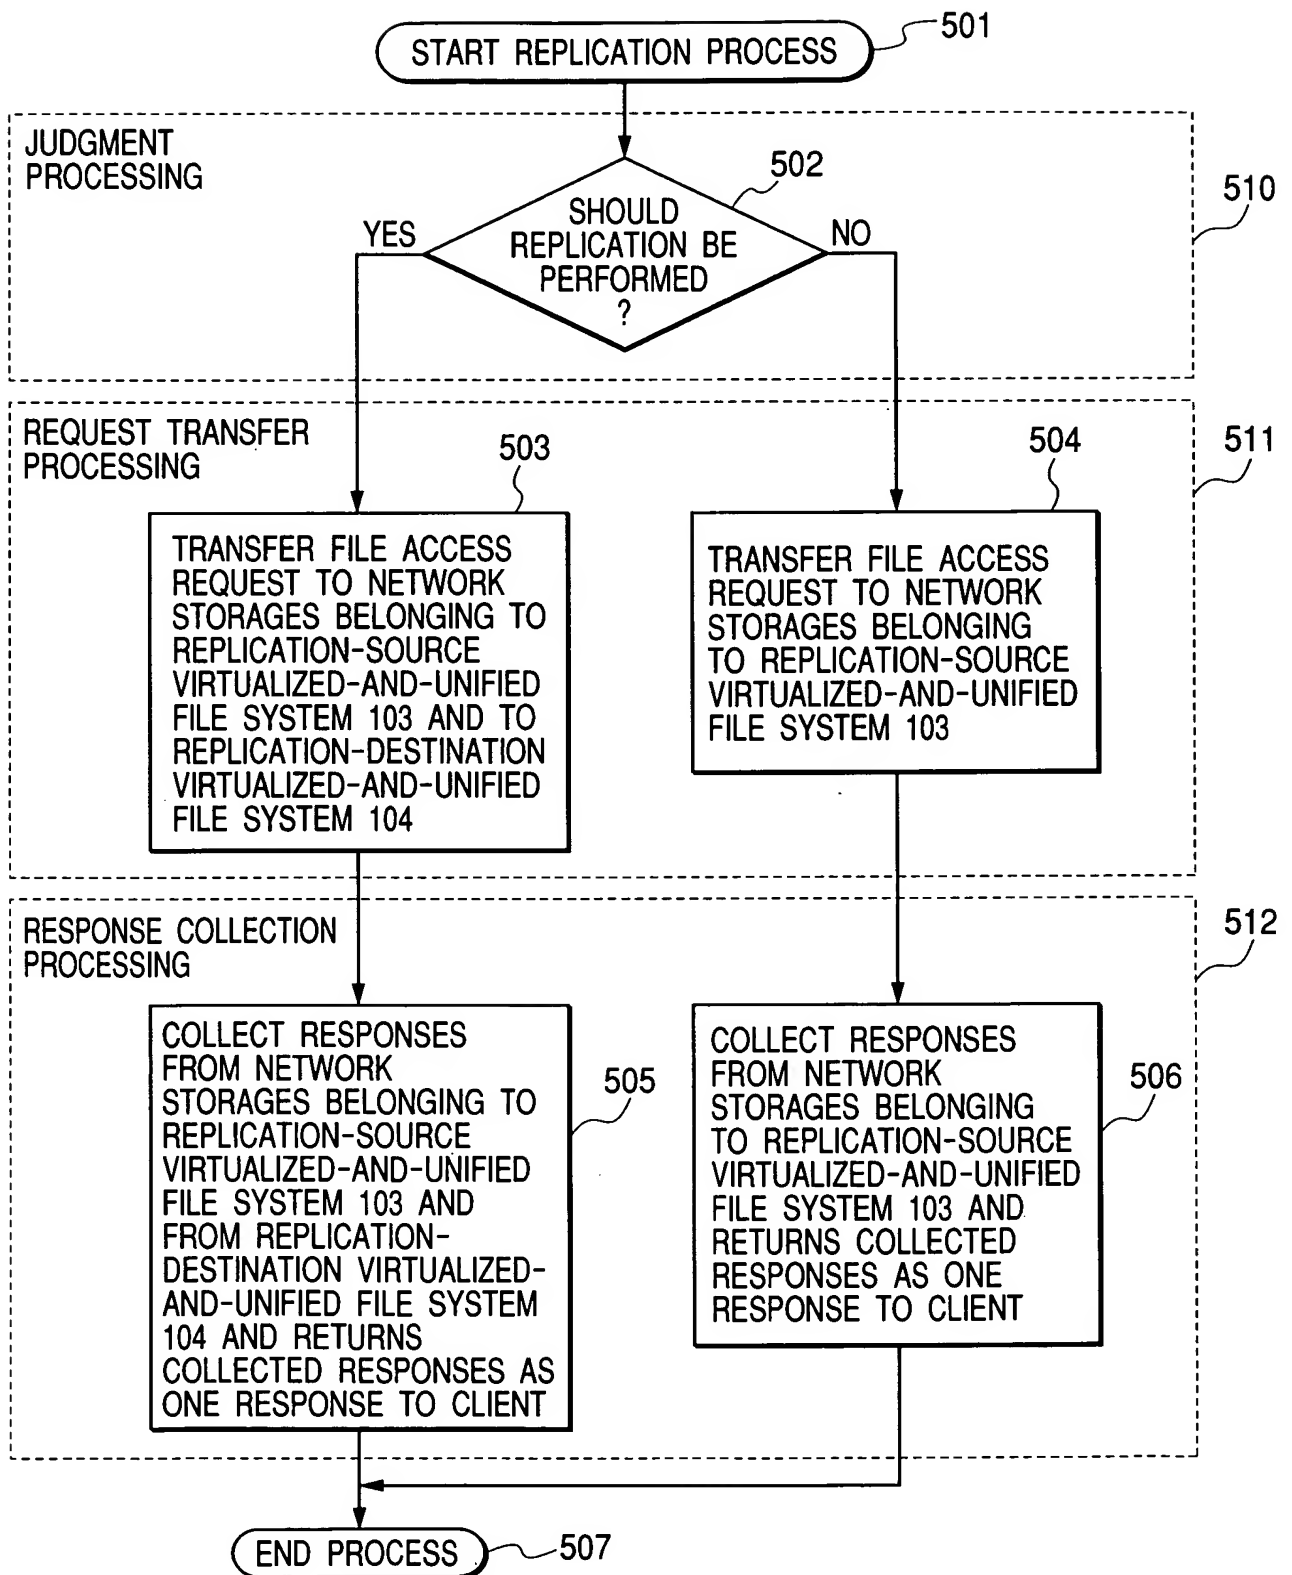 START REPLICATION PROCESS
501
JUDGMENT
PROCESSING
502
510
SHOULD
REPLICATION BE
PERFORMED
?
YES
NO
REQUEST TRANSFER
PROCESSING
503
504
511
TRANSFER FILE ACCESS
REQUEST TO NETWORK
STORAGES BELONGING TO
REPLICATION-SOURCE
VIRTUALIZED-AND-UNIFIED
FILE SYSTEM 103 AND TO
REPLICATION-DESTINATION
VIRTUALIZED-AND-UNIFIED
FILE SYSTEM 104
TRANSFER FILE ACCESS
REQUEST TO NETWORK
STORAGES BELONGING
TO REPLICATION-SOURCE
VIRTUALIZED-AND-UNIFIED
FILE SYSTEM 103
RESPONSE COLLECTION
PROCESSING
512
COLLECT RESPONSES
FROM NETWORK
STORAGES BELONGING TO
REPLICATION-SOURCE
VIRTUALIZED-AND-UNIFIED
FILE SYSTEM 103 AND
FROM REPLICATION-
DESTINATION VIRTUALIZED-
AND-UNIFIED FILE SYSTEM
104 AND RETURNS
COLLECTED RESPONSES AS
ONE RESPONSE TO CLIENT
505
COLLECT RESPONSES
FROM NETWORK
STORAGES BELONGING
TO REPLICATION-SOURCE
VIRTUALIZED-AND-UNIFIED
FILE SYSTEM 103 AND
RETURNS COLLECTED
RESPONSES AS ONE
RESPONSE TO CLIENT
506
END PROCESS
507